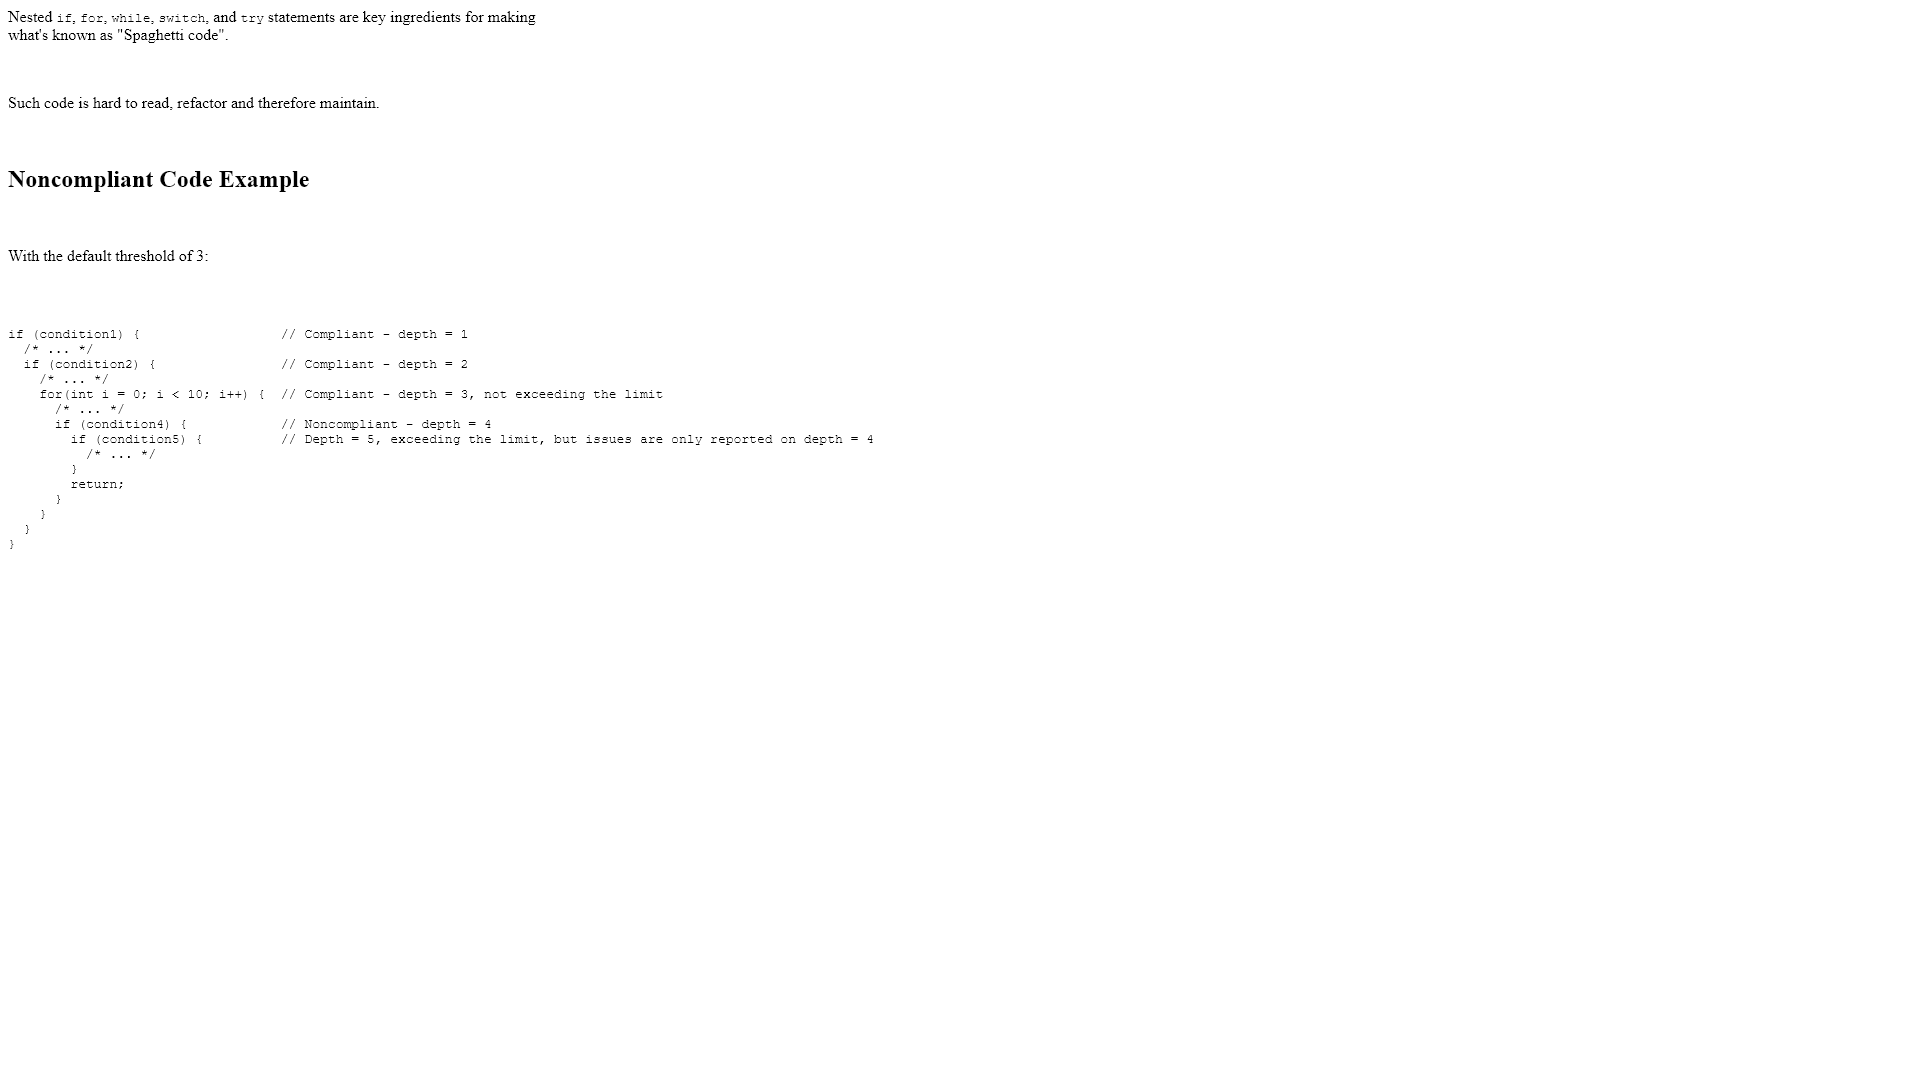 Nested if, for, while, switch, and try statements are key ingredients for making
what's known as "Spaghetti code".
Such code is hard to read, refactor and therefore maintain.
Noncompliant Code Example
With the default threshold of 3:
if (condition1) {                  // Compliant - depth = 1
  /* ... */
  if (condition2) {                // Compliant - depth = 2
    /* ... */
    for(int i = 0; i < 10; i++) {  // Compliant - depth = 3, not exceeding the limit
      /* ... */
      if (condition4) {            // Noncompliant - depth = 4
        if (condition5) {          // Depth = 5, exceeding the limit, but issues are only reported on depth = 4
          /* ... */
        }
        return;
      }
    }
  }
}